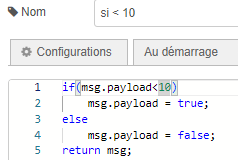 Nom
si < 10
Configurations
Au démarrage
1 if(msg.payload<10)
2     msg.payload = true;
3 else
4     msg.payload = false;
5 return msg;